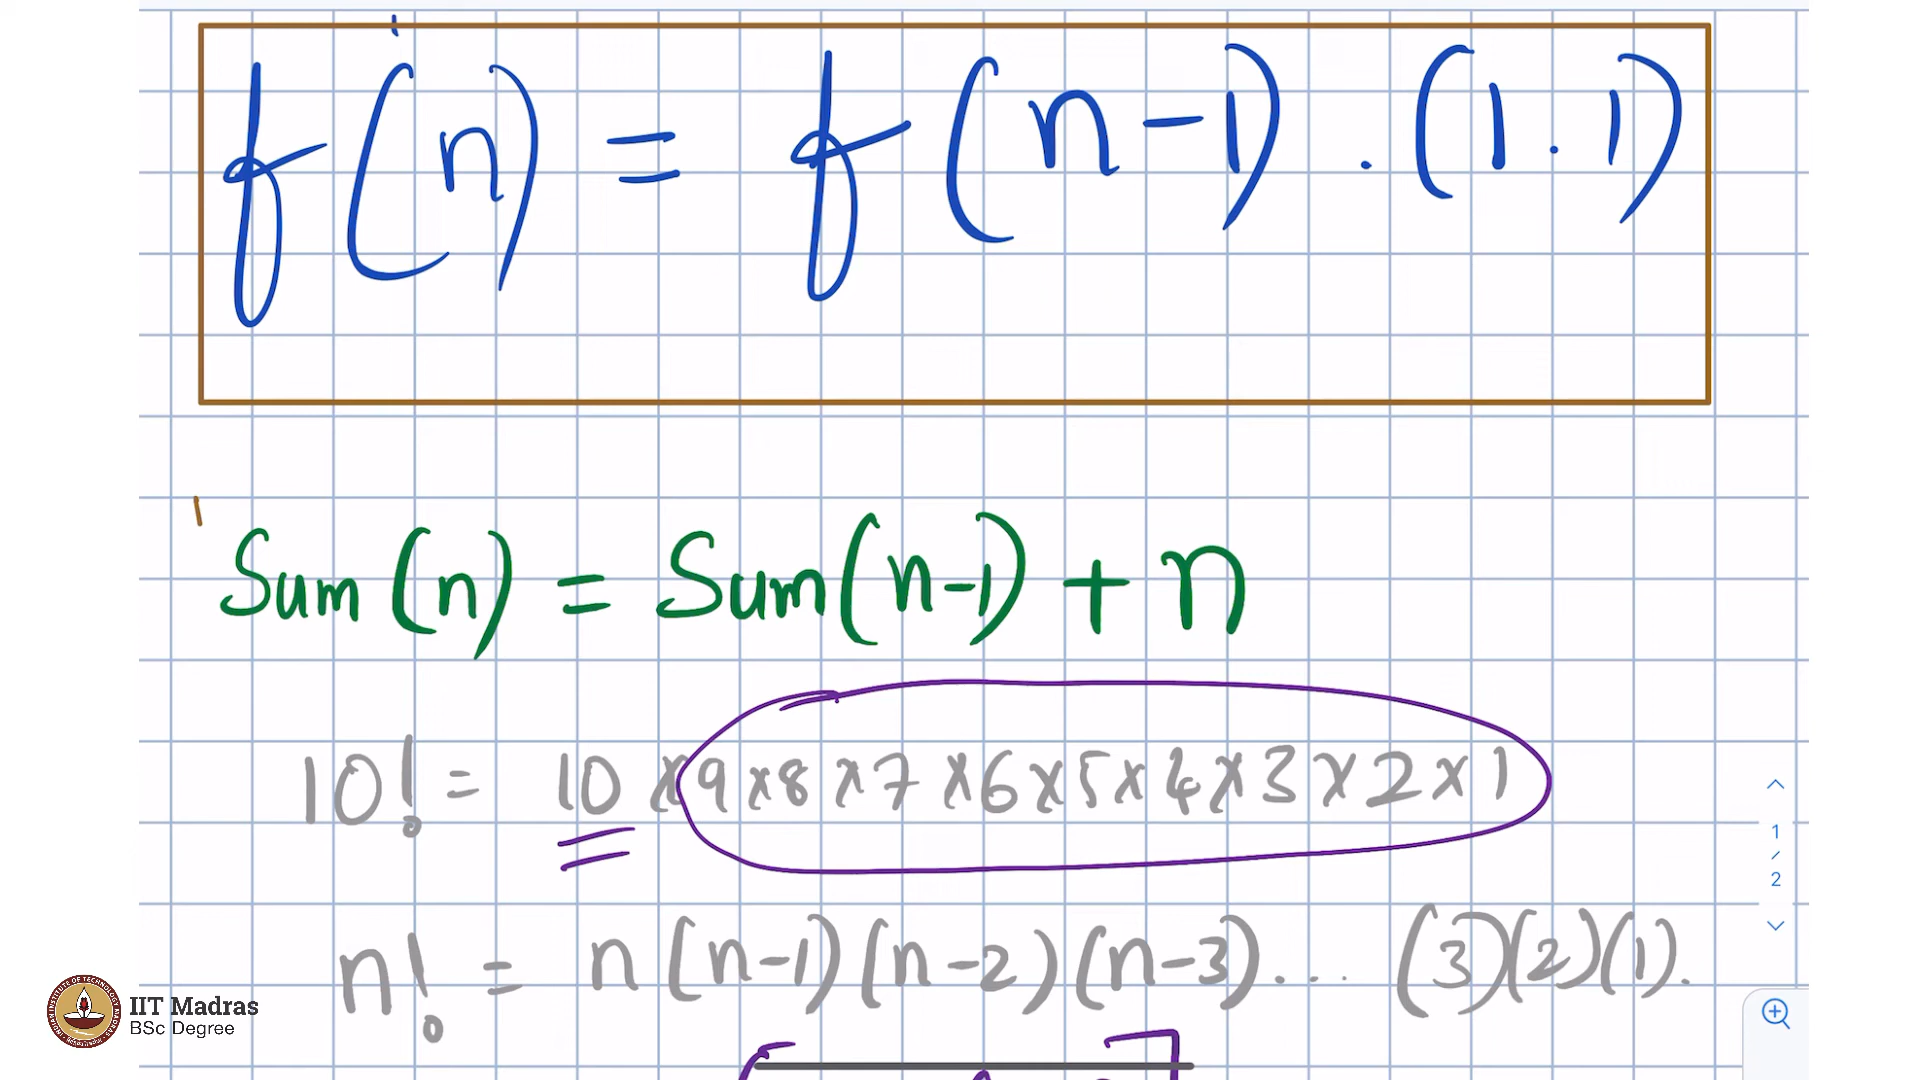 f(n) = f(n-1) . (1.1)
Sum(n) = Sum(n-1) + n
10! = 10 x 9 x 8 x 7 x 6 x 5 x 4 x 3 x 2 x 1
n! = n(n-1)(n-2)(n-3)... (3)(2)(1).
1
/
2
IIT Madras
BSc Degree